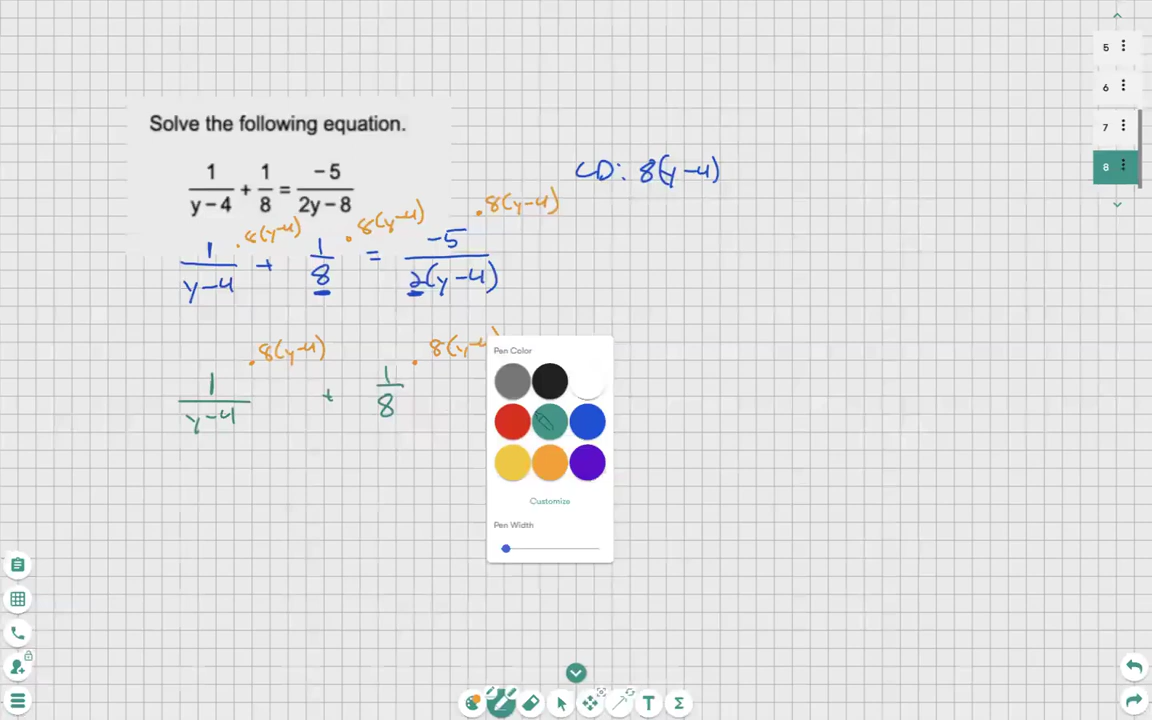 Solve the following equation.
1/(y-4) + 1/8 = -5/(2y-8)
CD: 8(y-4)
1/(y-4) · 8(y-4) + 1/8 · 8(y-4) = -5/(2(y-4)) · 8(y-4)
1/(y-4) · 8(y-4) + 1/8 · 8(y-4)
Pen Color
Customize
Pen Width
5
6
7
8
T
Σ